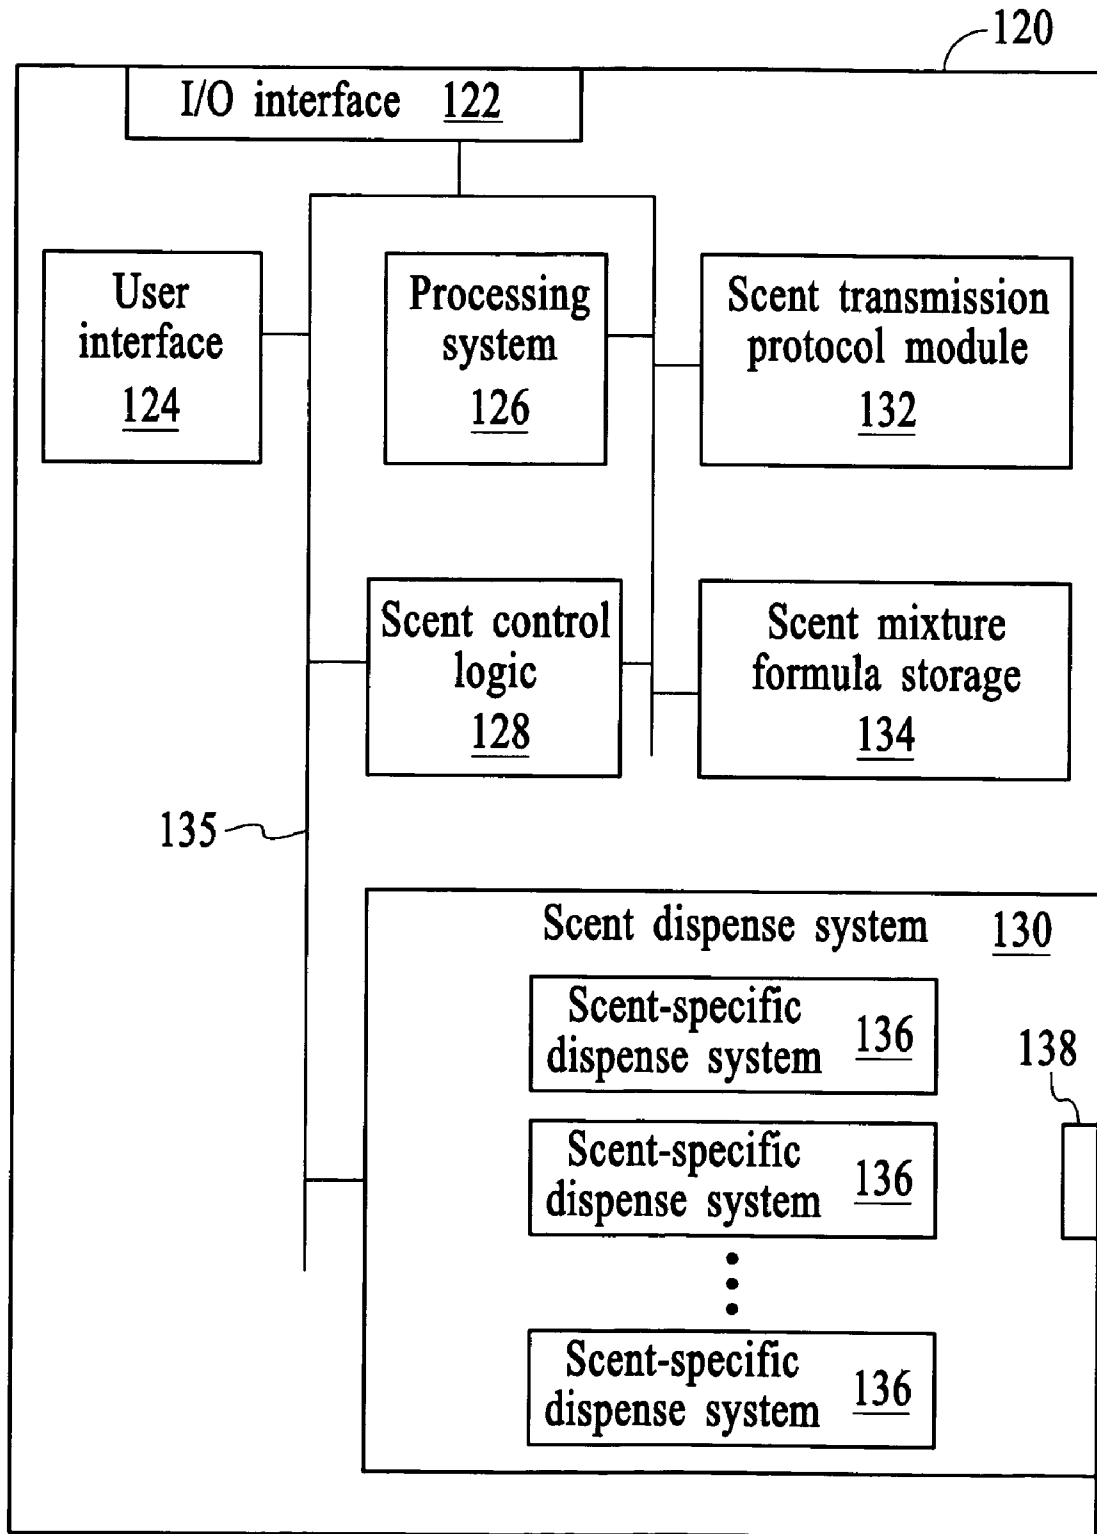 120
I/O interface 122
User
interface
124
Processing
system
126
Scent transmission
protocol module
132
Scent control
logic
128
Scent mixture
formula storage
134
135
Scent dispense system 130
Scent-specific
dispense system 136
138
Scent-specific
dispense system 136
Scent-specific
dispense system 136